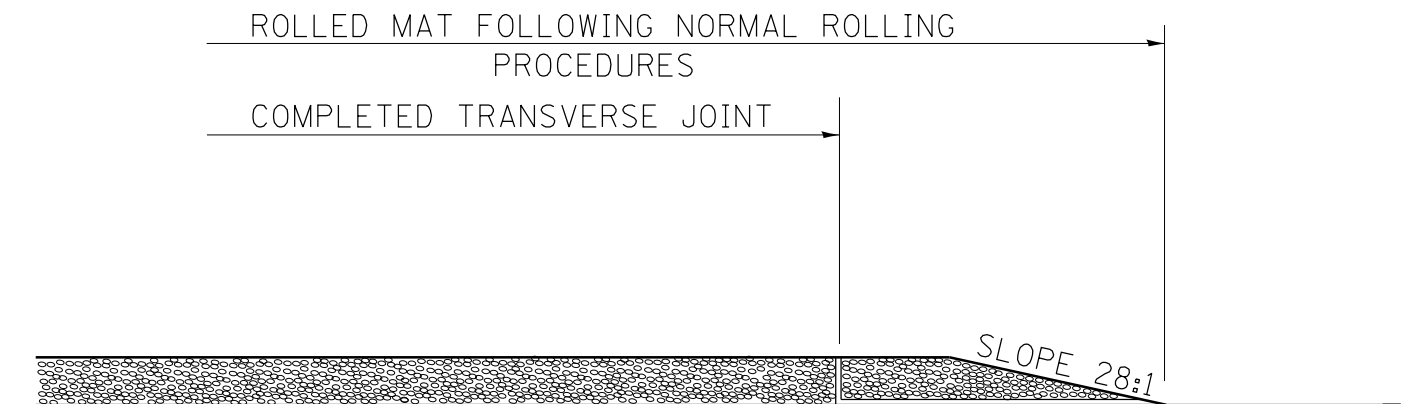 ROLLED MAT FOLLOWING NORMAL ROLLING
PROCEDURES
COMPLETED TRANSVERSE JOINT
SLOPE 28:1